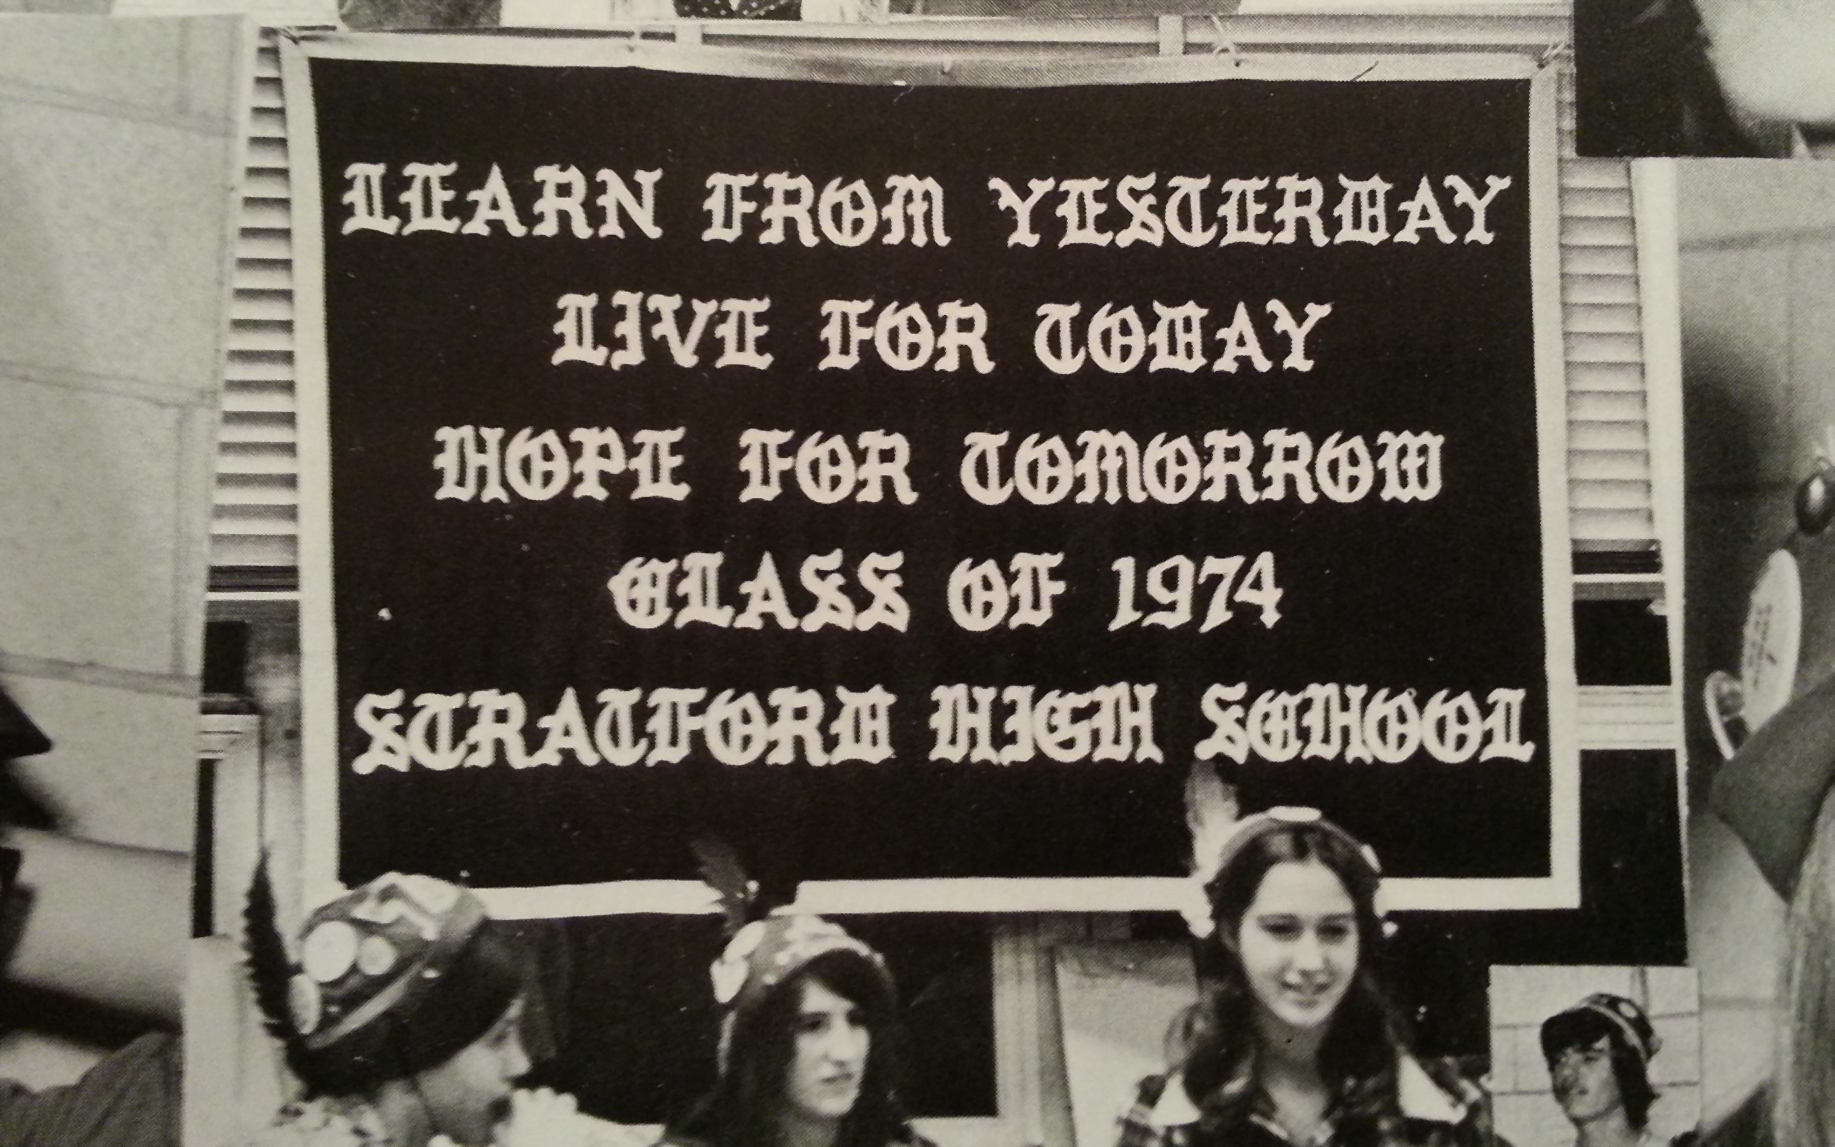 LEARN FROM YESTERDAY
LIVE FOR TODAY
HOPE FOR TOMORROW
CLASS OF 1974
STRATFORD HIGH SCHOOL